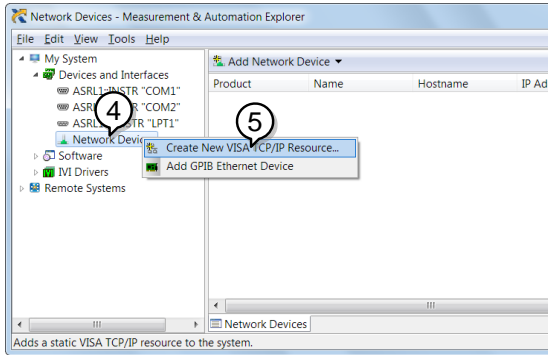 Network Devices - Measurement & Automation Explorer
File Edit View Tools Help
My System
Devices and Interfaces
ASRL1::INSTR "COM1"
INSTR "COM2"
INSTR "LPT1"
Network
Software
IVI Drivers
Remote Systems
Add Network Device
Product Name Hostname IP Ad
4
5
Create New VISA TCP/IP Resource...
Add GPIB Ethernet Device
Network Devices
Adds a static VISA TCP/IP resource to the system.